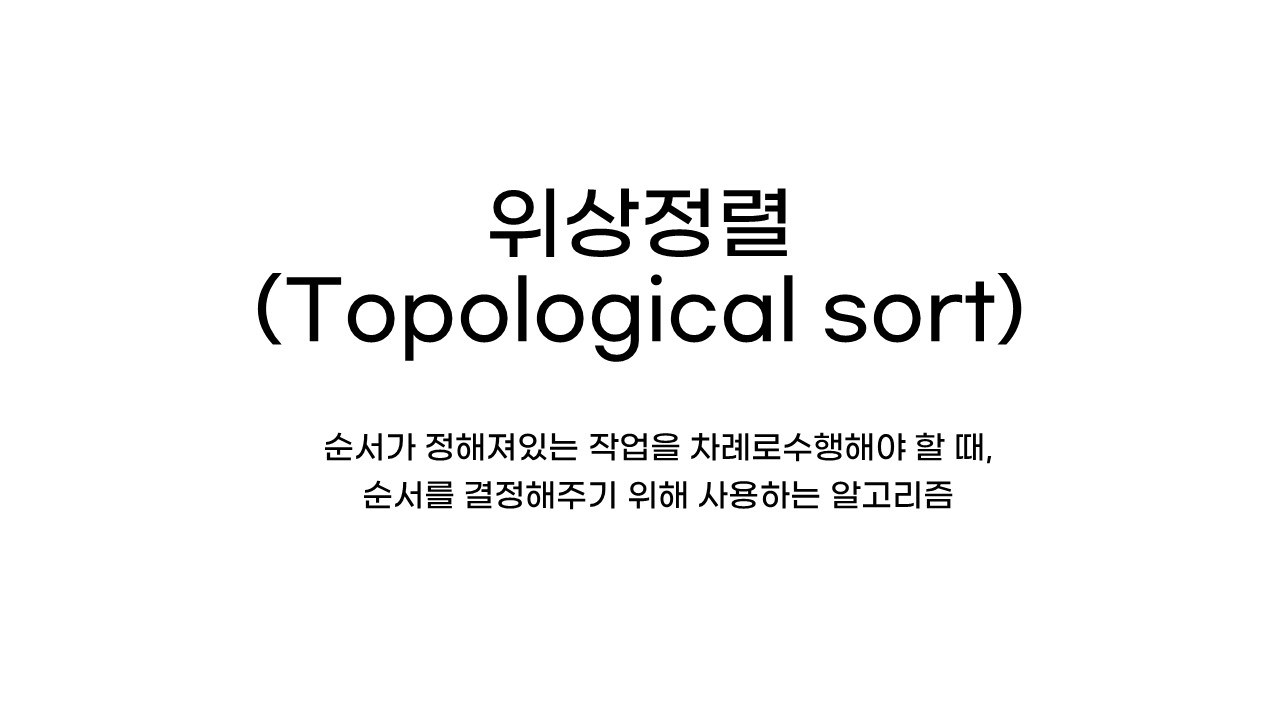 위상정렬
(Topological sort)
순서가 정해져있는 작업을 차례로수행해야 할 때,
순서를 결정해주기 위해 사용하는 알고리즘